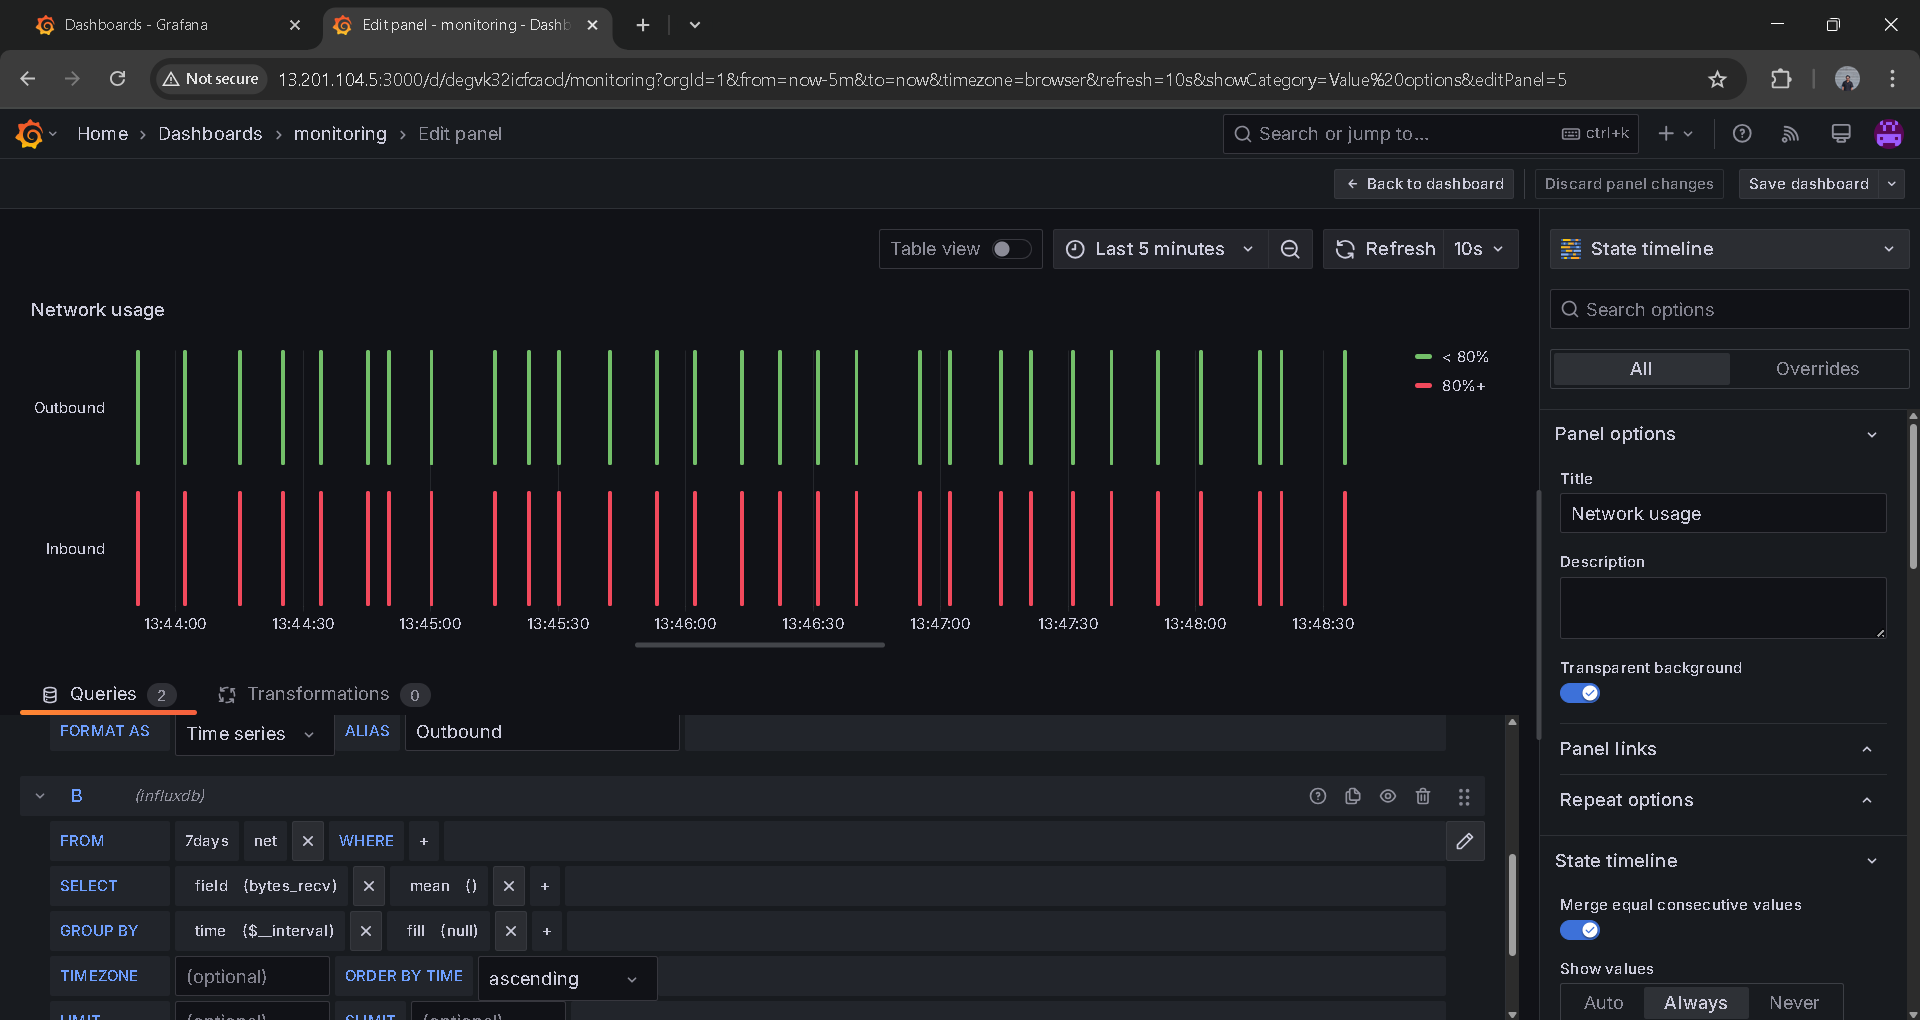 Dashboards - Grafana
Edit panel - monitoring - Dashb
Not secure
13.201.104.5:3000/d/degvk32icfcaod/monitoring?orgId=1&from=now-5m&to=now&timezone=browser&refresh=10s&showCategory=Value%20options&editPanel=5
Home › Dashboards › monitoring › Edit panel
Search or jump to...
ctrl+k
Back to dashboard
Discard panel changes
Save dashboard
Table view
Last 5 minutes
Refresh
10s
State timeline
Search options
All
Overrides
Network usage
Outbound
Inbound
< 80%
80%+
13:44:00 13:44:30 13:45:00 13:45:30 13:46:00 13:46:30 13:47:00 13:47:30 13:48:00 13:48:30
Panel options
Title
Network usage
Description
Transparent background
Panel links
Repeat options
State timeline
Merge equal consecutive values
Show values
Auto Always Never
Queries 2
Transformations 0
FORMAT AS Time series ALIAS Outbound
B (influxdb)
FROM 7days net WHERE +
SELECT field (bytes_recv) mean () +
GROUP BY time ($__interval) fill (null) +
TIMEZONE (optional) ORDER BY TIME ascending
LIMIT (optional) SLIMIT (optional)